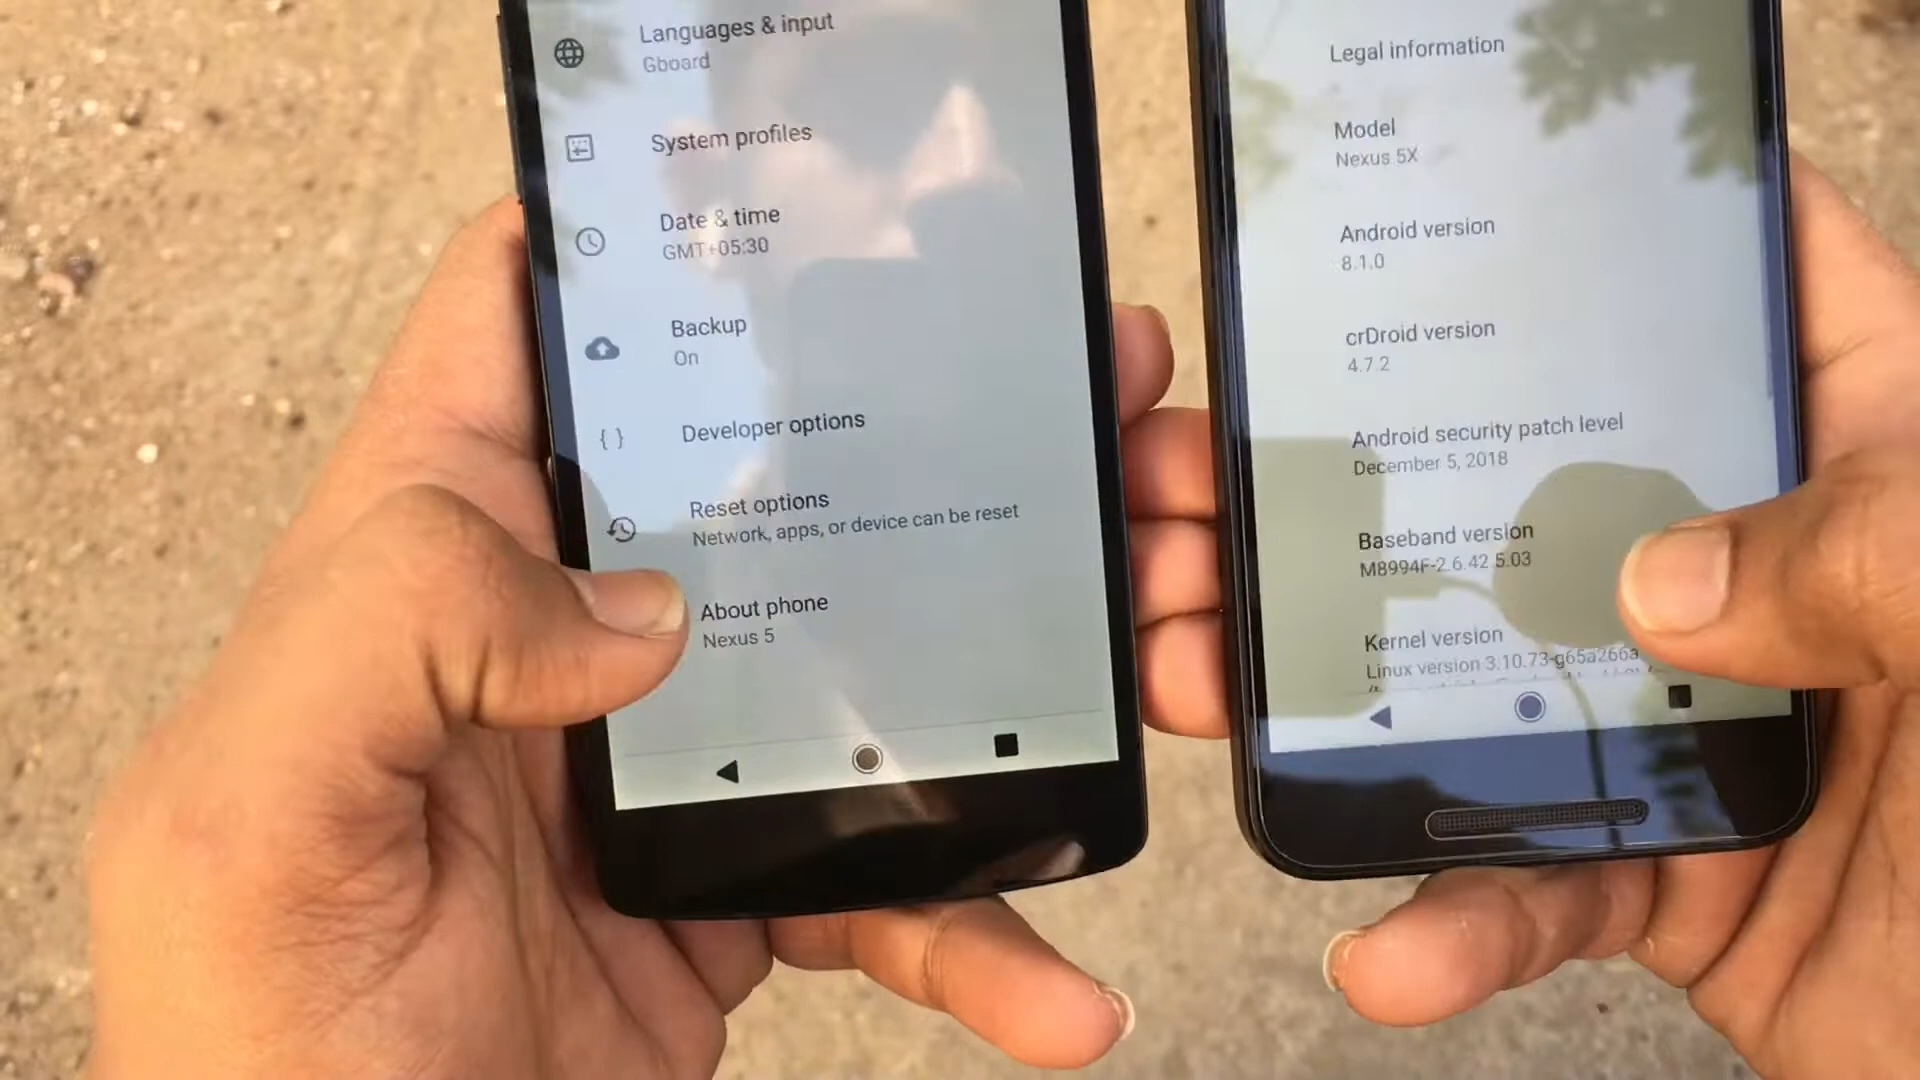 Languages & input
Gboard
System profiles
Date & time
GMT+05:30
Backup
On
{ }
Developer options
Reset options
Network, apps, or device can be reset
About phone
Nexus 5
Legal information
Model
Nexus 5X
Android version
8.1.0
crDroid version
4.7.2
Android security patch level
December 5, 2018
Baseband version
M8994F-2.6.42.5.03
Kernel version
Linux version 3.10.73-g65a266a